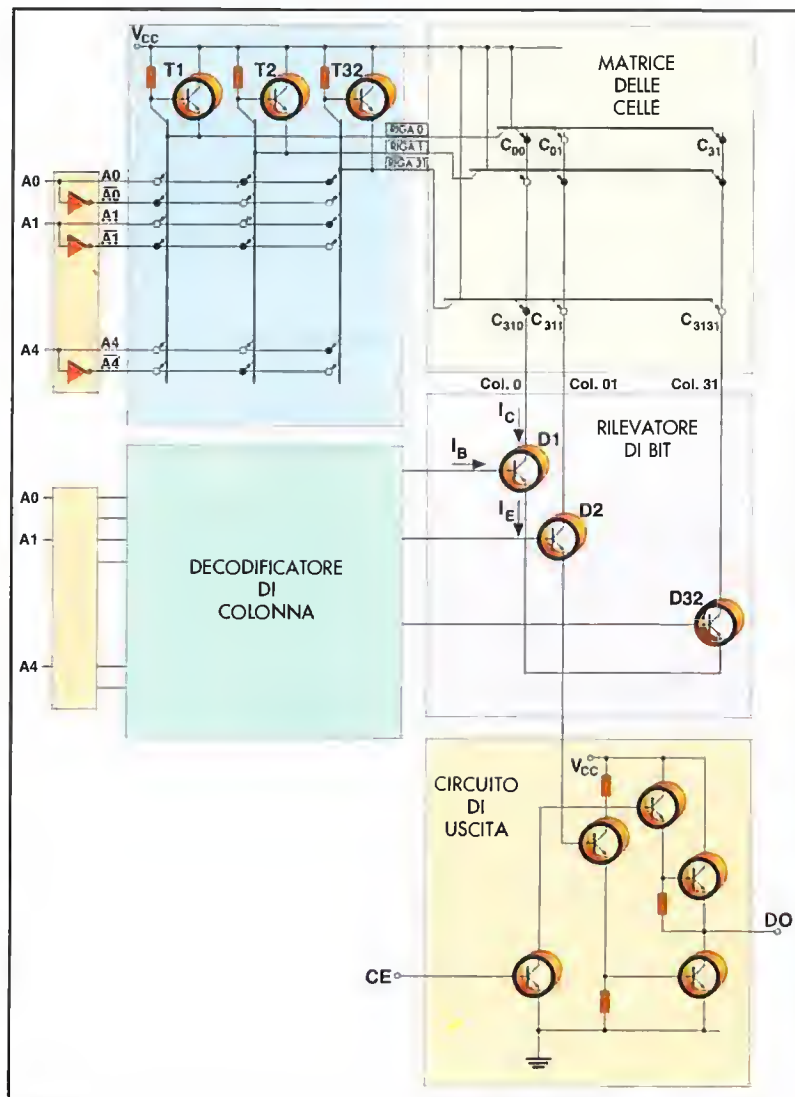 Vcc
T1 T2 T32
MATRICE
DELLE
CELLE
RIGA 0
RIGA 1
RIGA 31
C00 C01 C31
A0 A0
A0
A1 A1
A1
A4 A4
A4
C310 C311 C3131
Col. 0 Col. 01 Col. 31
IC
D1
RILEVATORE
DI BIT
IB
IE
D2
D32
A0
A1
A4
DECODIFICATORE
DI
COLONNA
Vcc
CIRCUITO
DI
USCITA
DO
CE